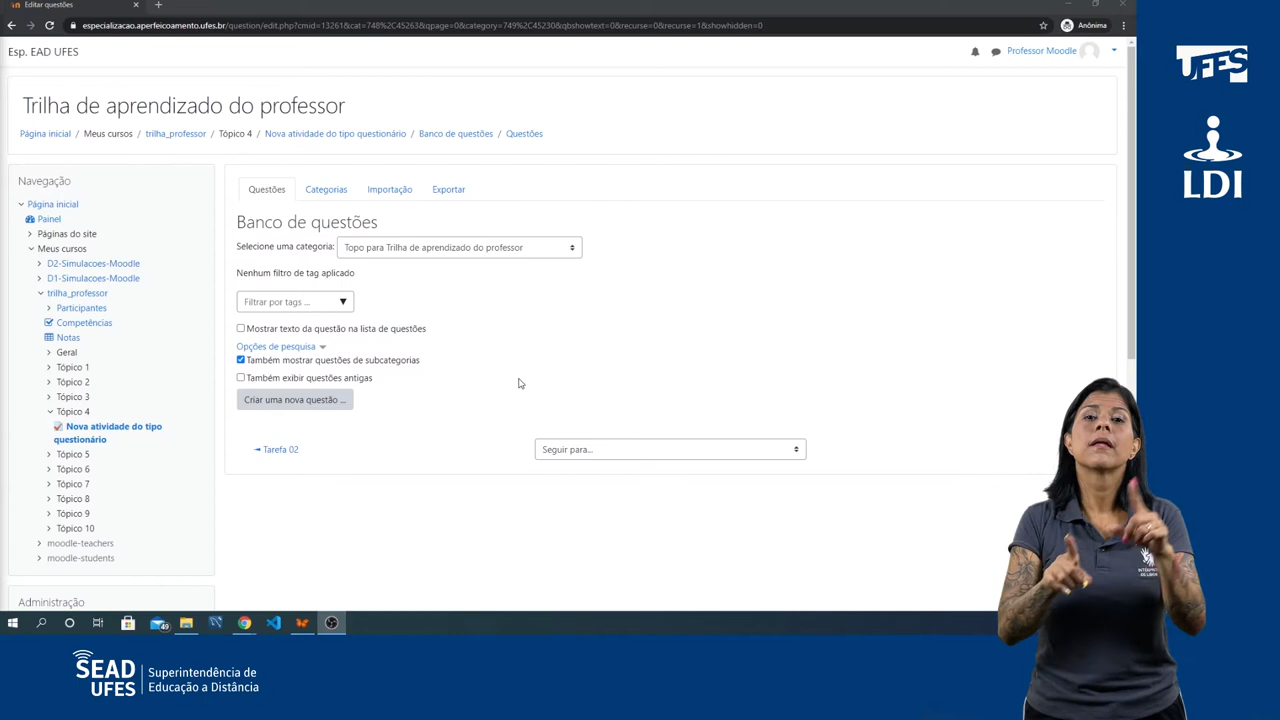 Editar questões
especializacao.aperfeicoamento.ufes.br/question/edit.php?cmid=13261&cat=748%2C45263&qpage=0&category=749%2C45230&qbshowtext=0&recurse=0&recurse=1&showhidden=0
Anônima
Esp. EAD UFES
Professor Moodle
UFES
LDI
Trilha de aprendizado do professor
Página inicial / Meus cursos / trilha_professor / Tópico 4 / Nova atividade do tipo questionário / Banco de questões / Questões
Navegação
Página inicial
Painel
Páginas do site
Meus cursos
D2-Simulacoes-Moodle
D1-Simulacoes-Moodle
trilha_professor
Participantes
Competências
Notas
Geral
Tópico 1
Tópico 2
Tópico 3
Tópico 4
Nova atividade do tipo
questionário
Tópico 5
Tópico 6
Tópico 7
Tópico 8
Tópico 9
Tópico 10
moodle-teachers
moodle-students
Administração
Questões Categorias Importação Exportar
Banco de questões
Selecione uma categoria: Topo para Trilha de aprendizado do professor
Nenhum filtro de tag aplicado
Filtrar por tags ... ▼
Mostrar texto da questão na lista de questões
Opções de pesquisa
Também mostrar questões de subcategorias
Também exibir questões antigas
Criar uma nova questão ...
Tarefa 02
Seguir para...
49
SEAD
UFES
Superintendência de
Educação a Distância